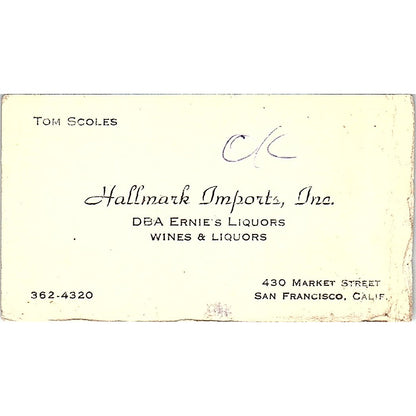 TOM SCOLES
Hallmark Imports, Inc.
DBA ERNIE'S LIQUORS
WINES & LIQUORS
362-4320
430 MARKET STREET
SAN FRANCISCO, CALIF.